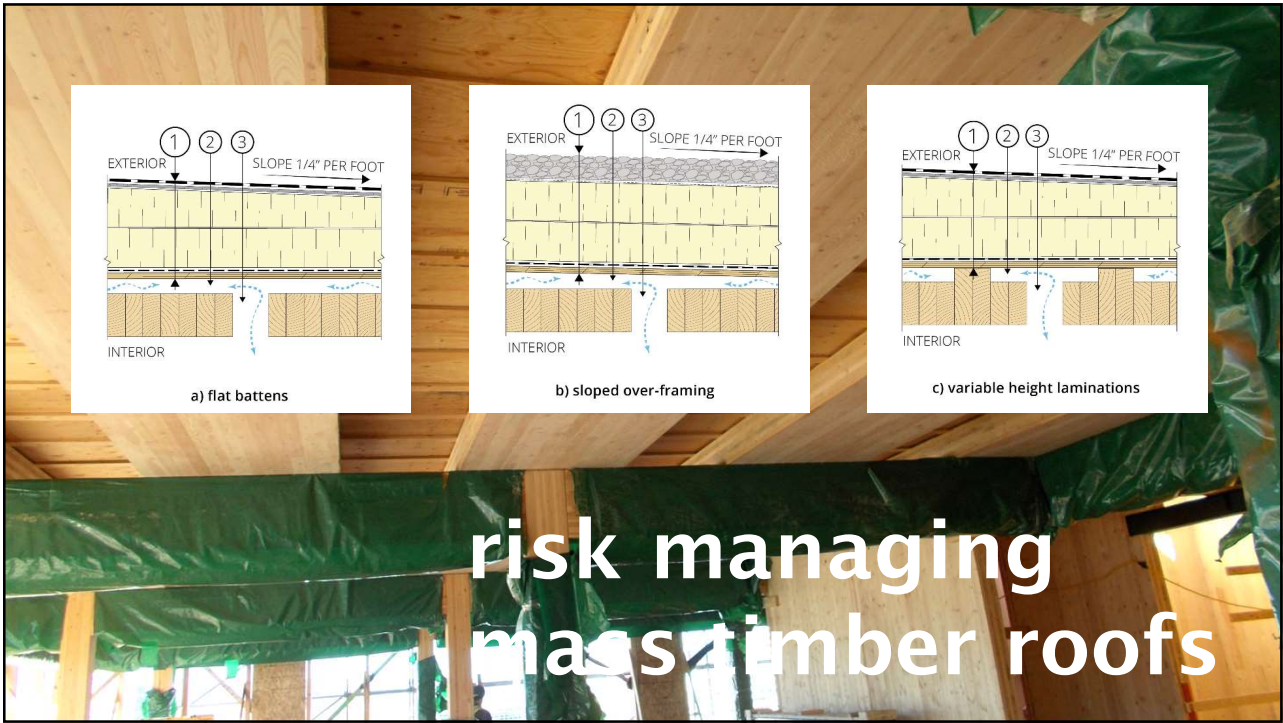 1 2 3
EXTERIOR
SLOPE 1/4” PER FOOT
INTERIOR
a) flat battens
1 2 3
EXTERIOR
SLOPE 1/4” PER FOOT
INTERIOR
b) sloped over-framing
1 2 3
EXTERIOR
SLOPE 1/4” PER FOOT
INTERIOR
c) variable height laminations
risk managing
mass timber roofs